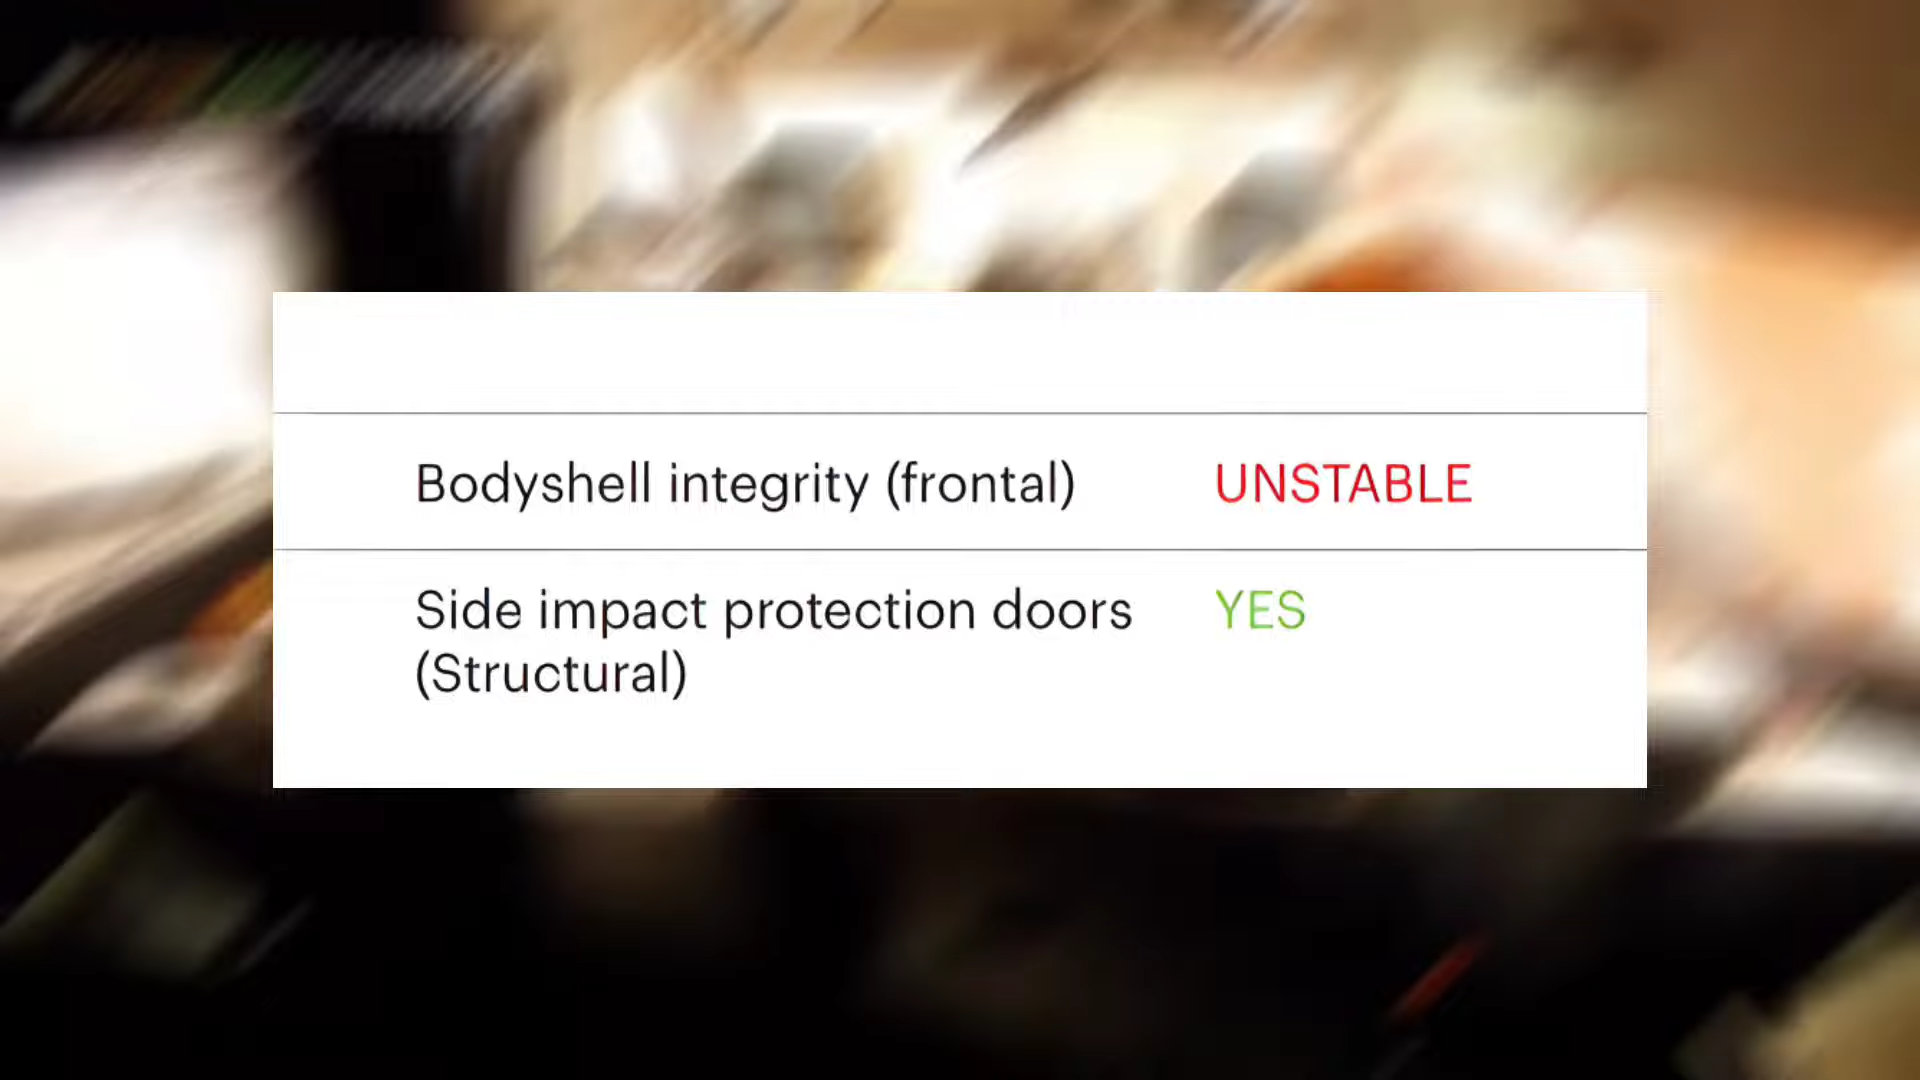 Bodyshell integrity (frontal) UNSTABLE
Side impact protection doors YES
(Structural)